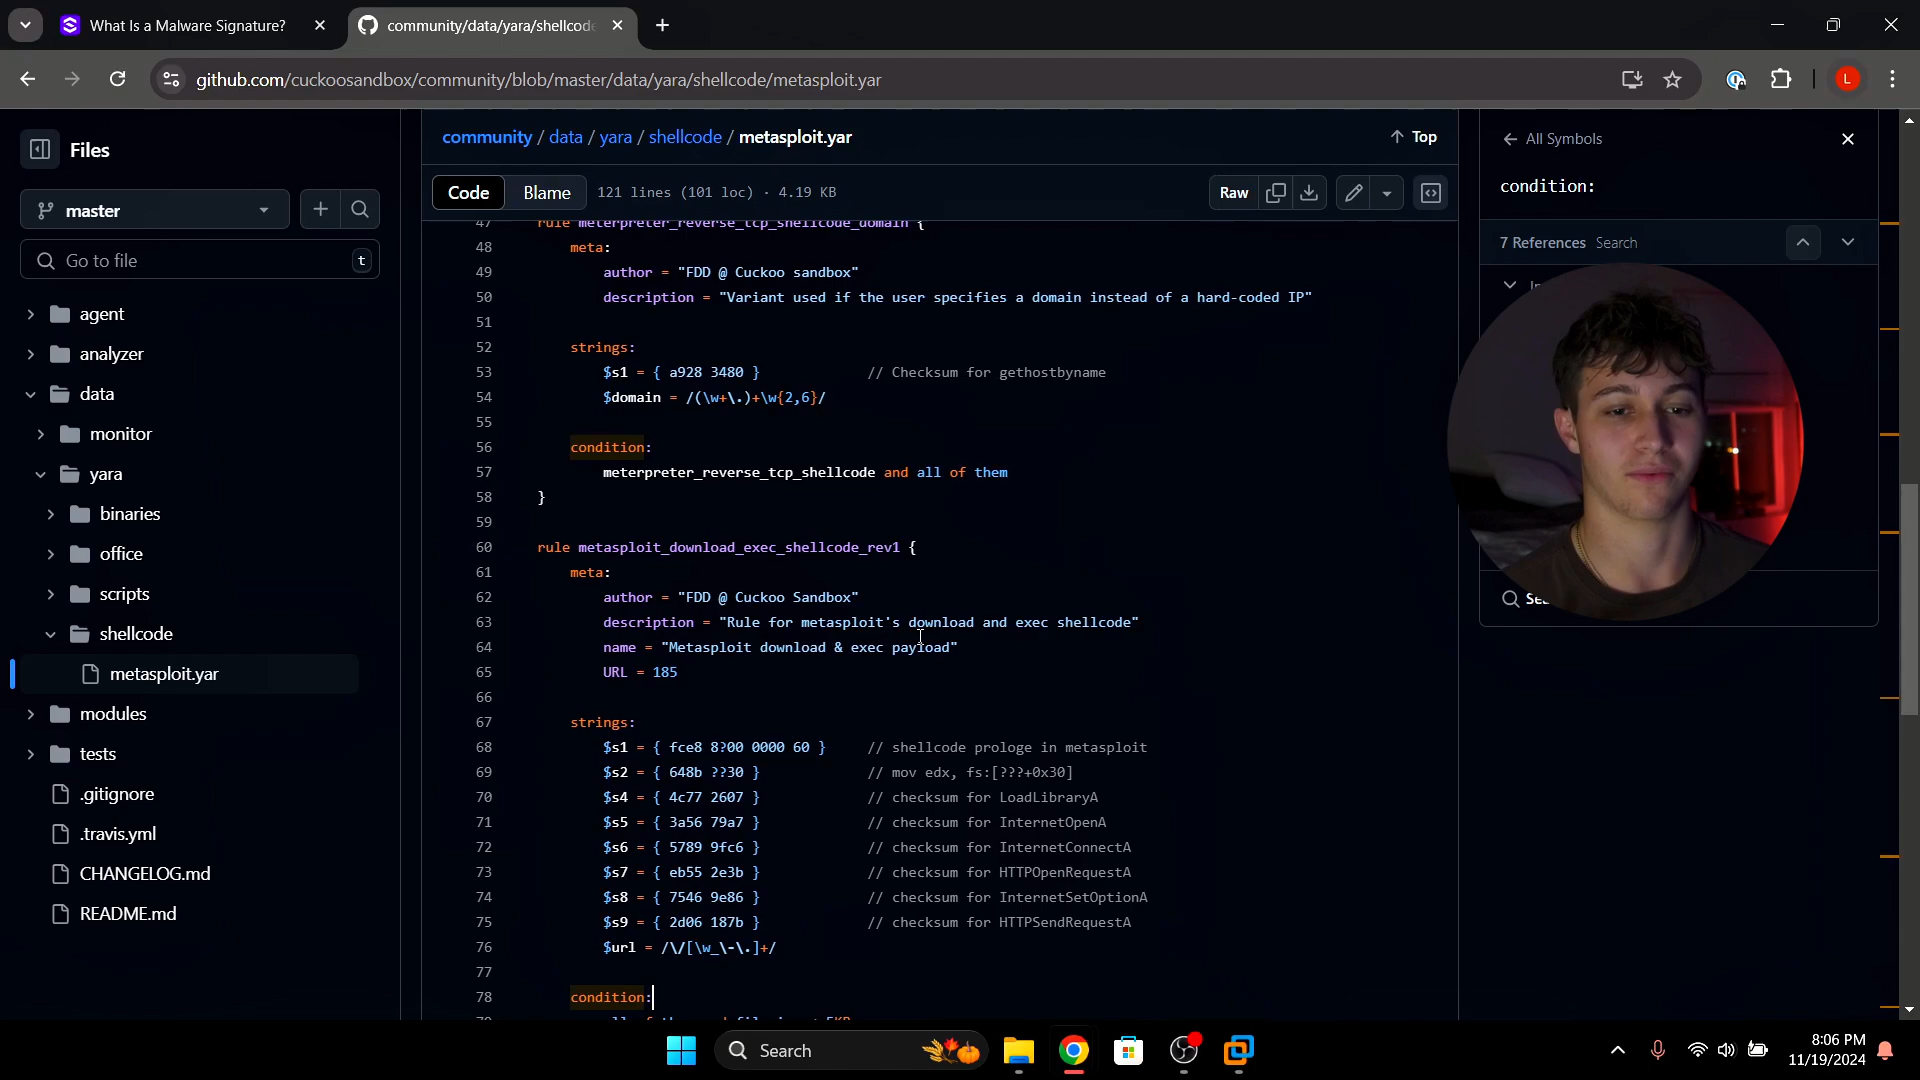 What Is a Malware Signature?
community/data/yara/shellcode
github.com/cuckoosandbox/community/blob/master/data/yara/shellcode/metasploit.yar
L
Files
master
Go to file
t
agent
analyzer
data
monitor
yara
binaries
office
scripts
shellcode
metasploit.yar
modules
tests
.gitignore
.travis.yml
CHANGELOG.md
README.md
community / data / yara / shellcode / metasploit.yar
Top
Code Blame 121 lines (101 loc) · 4.19 KB
Raw
47 rule meterpreter_reverse_tcp_shellcode_domain {
48 meta:
49 author = "FDD @ Cuckoo sandbox"
50 description = "Variant used if the user specifies a domain instead of a hard-coded IP"
51
52 strings:
53 $s1 = { a928 3480 } // Checksum for gethostbyname
54 $domain = /(\w+\.)+\w{2,6}/
55
56 condition:
57 meterpreter_reverse_tcp_shellcode and all of them
58 }
59
60 rule metasploit_download_exec_shellcode_rev1 {
61 meta:
62 author = "FDD @ Cuckoo Sandbox"
63 description = "Rule for metasploit's download and exec shellcode"
64 name = "Metasploit download & exec payload"
65 URL = 185
66
67 strings:
68 $s1 = { fce8 8?00 0000 60 } // shellcode prologe in metasploit
69 $s2 = { 648b ??30 } // mov edx, fs:[???+0x30]
70 $s4 = { 4c77 2607 } // checksum for LoadLibraryA
71 $s5 = { 3a56 79a7 } // checksum for InternetOpenA
72 $s6 = { 5789 9fc6 } // checksum for InternetConnectA
73 $s7 = { eb55 2e3b } // checksum for HTTPOpenRequestA
74 $s8 = { 7546 9e86 } // checksum for InternetSetOptionA
75 $s9 = { 2d06 187b } // checksum for HTTPSendRequestA
76 $url = /\/[\w_\-\.]+/
77
78 condition:
All Symbols
condition:
7 References Search
Search
8:06 PM
11/19/2024